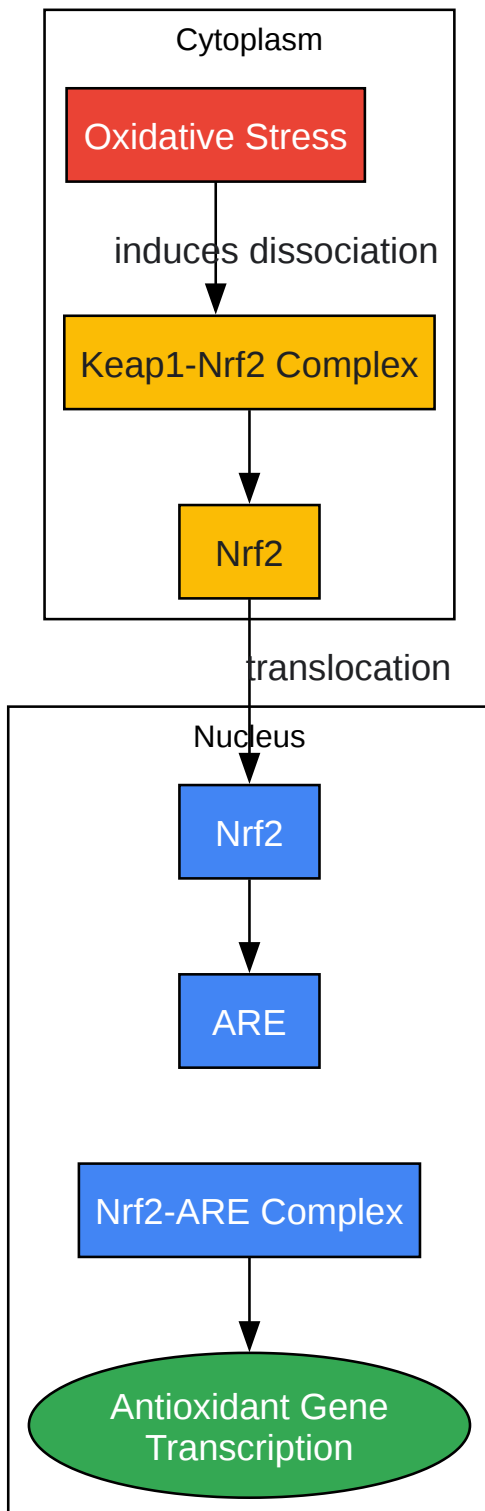 Cytoplasm
Oxidative Stress
induces dissociation
Keap1-Nrf2 Complex
Nrf2
translocation
Nucleus
Nrf2
ARE
Nrf2-ARE Complex
Antioxidant Gene
Transcription